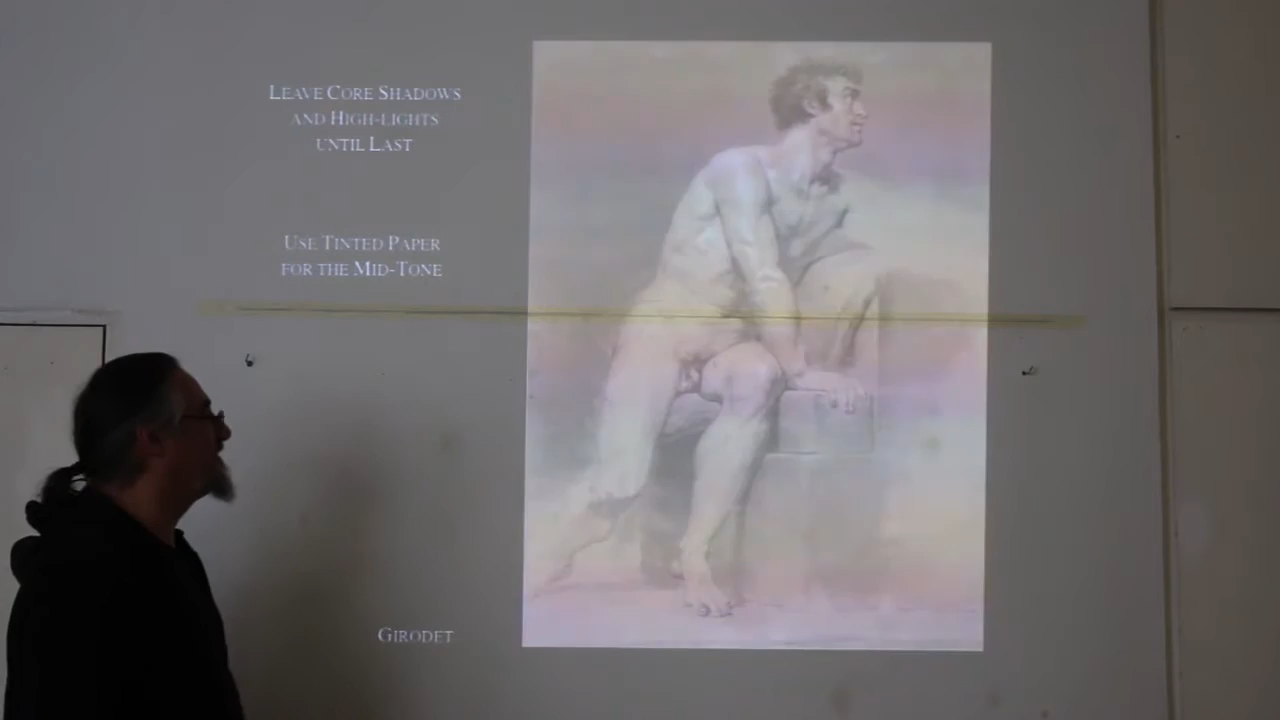 LEAVE CORE SHADOWS
AND HIGH-LIGHTS
UNTIL LAST
USE TINTED PAPER
FOR THE MID-TONE
GIRODET